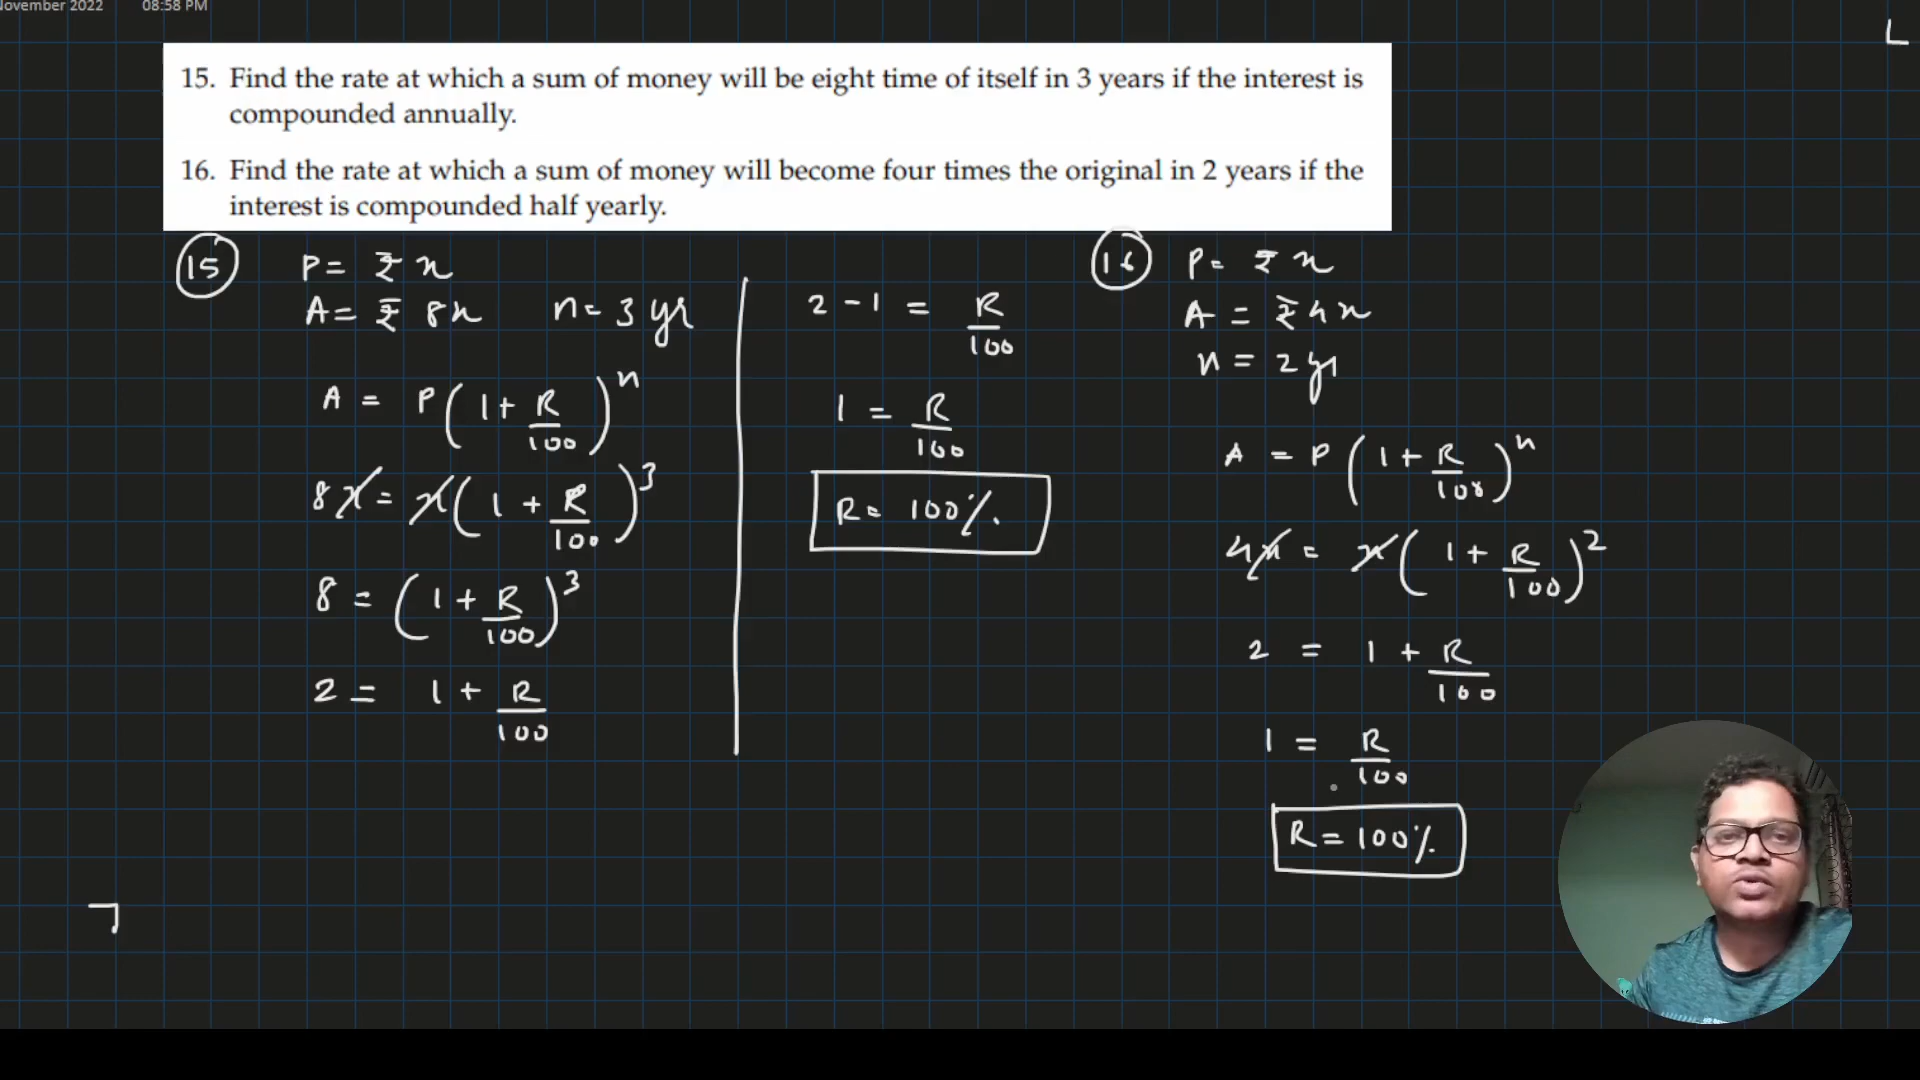 November 2022 08:58 PM
15. Find the rate at which a sum of money will be eight time of itself in 3 years if the interest is
compounded annually.
16. Find the rate at which a sum of money will become four times the original in 2 years if the
interest is compounded half yearly.
15
P = ₹ x
A = ₹ 8x n = 3 yr
A = P(1 + R/100)^n
8x = x(1 + R/100)^3
8 = (1 + R/100)^3
2 = 1 + R/100
2 - 1 = R/100
1 = R/100
R = 100%.
16
P = ₹ x
A = ₹ 4x
n = 2 yr
A = P(1 + R/100)^n
4x = x(1 + R/100)^2
2 = 1 + R/100
1 = R/100
R = 100%.